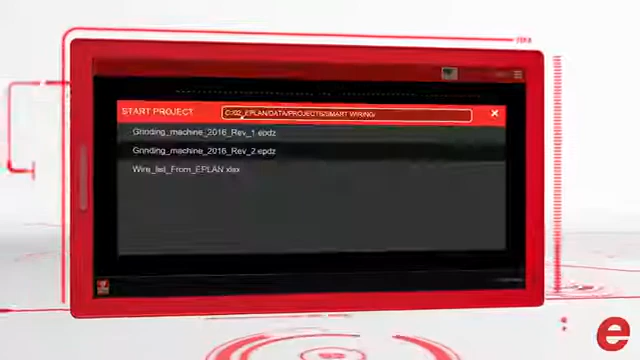 START PROJECT
C:/02_EPLAN/DATA/PROJECTS/SMART WIRING/
Grinding_machine_2016_Rev_1.epdz
Grinding_machine_2016_Rev_2.epdz
Wire_list_From_EPLAN.xlsx
e